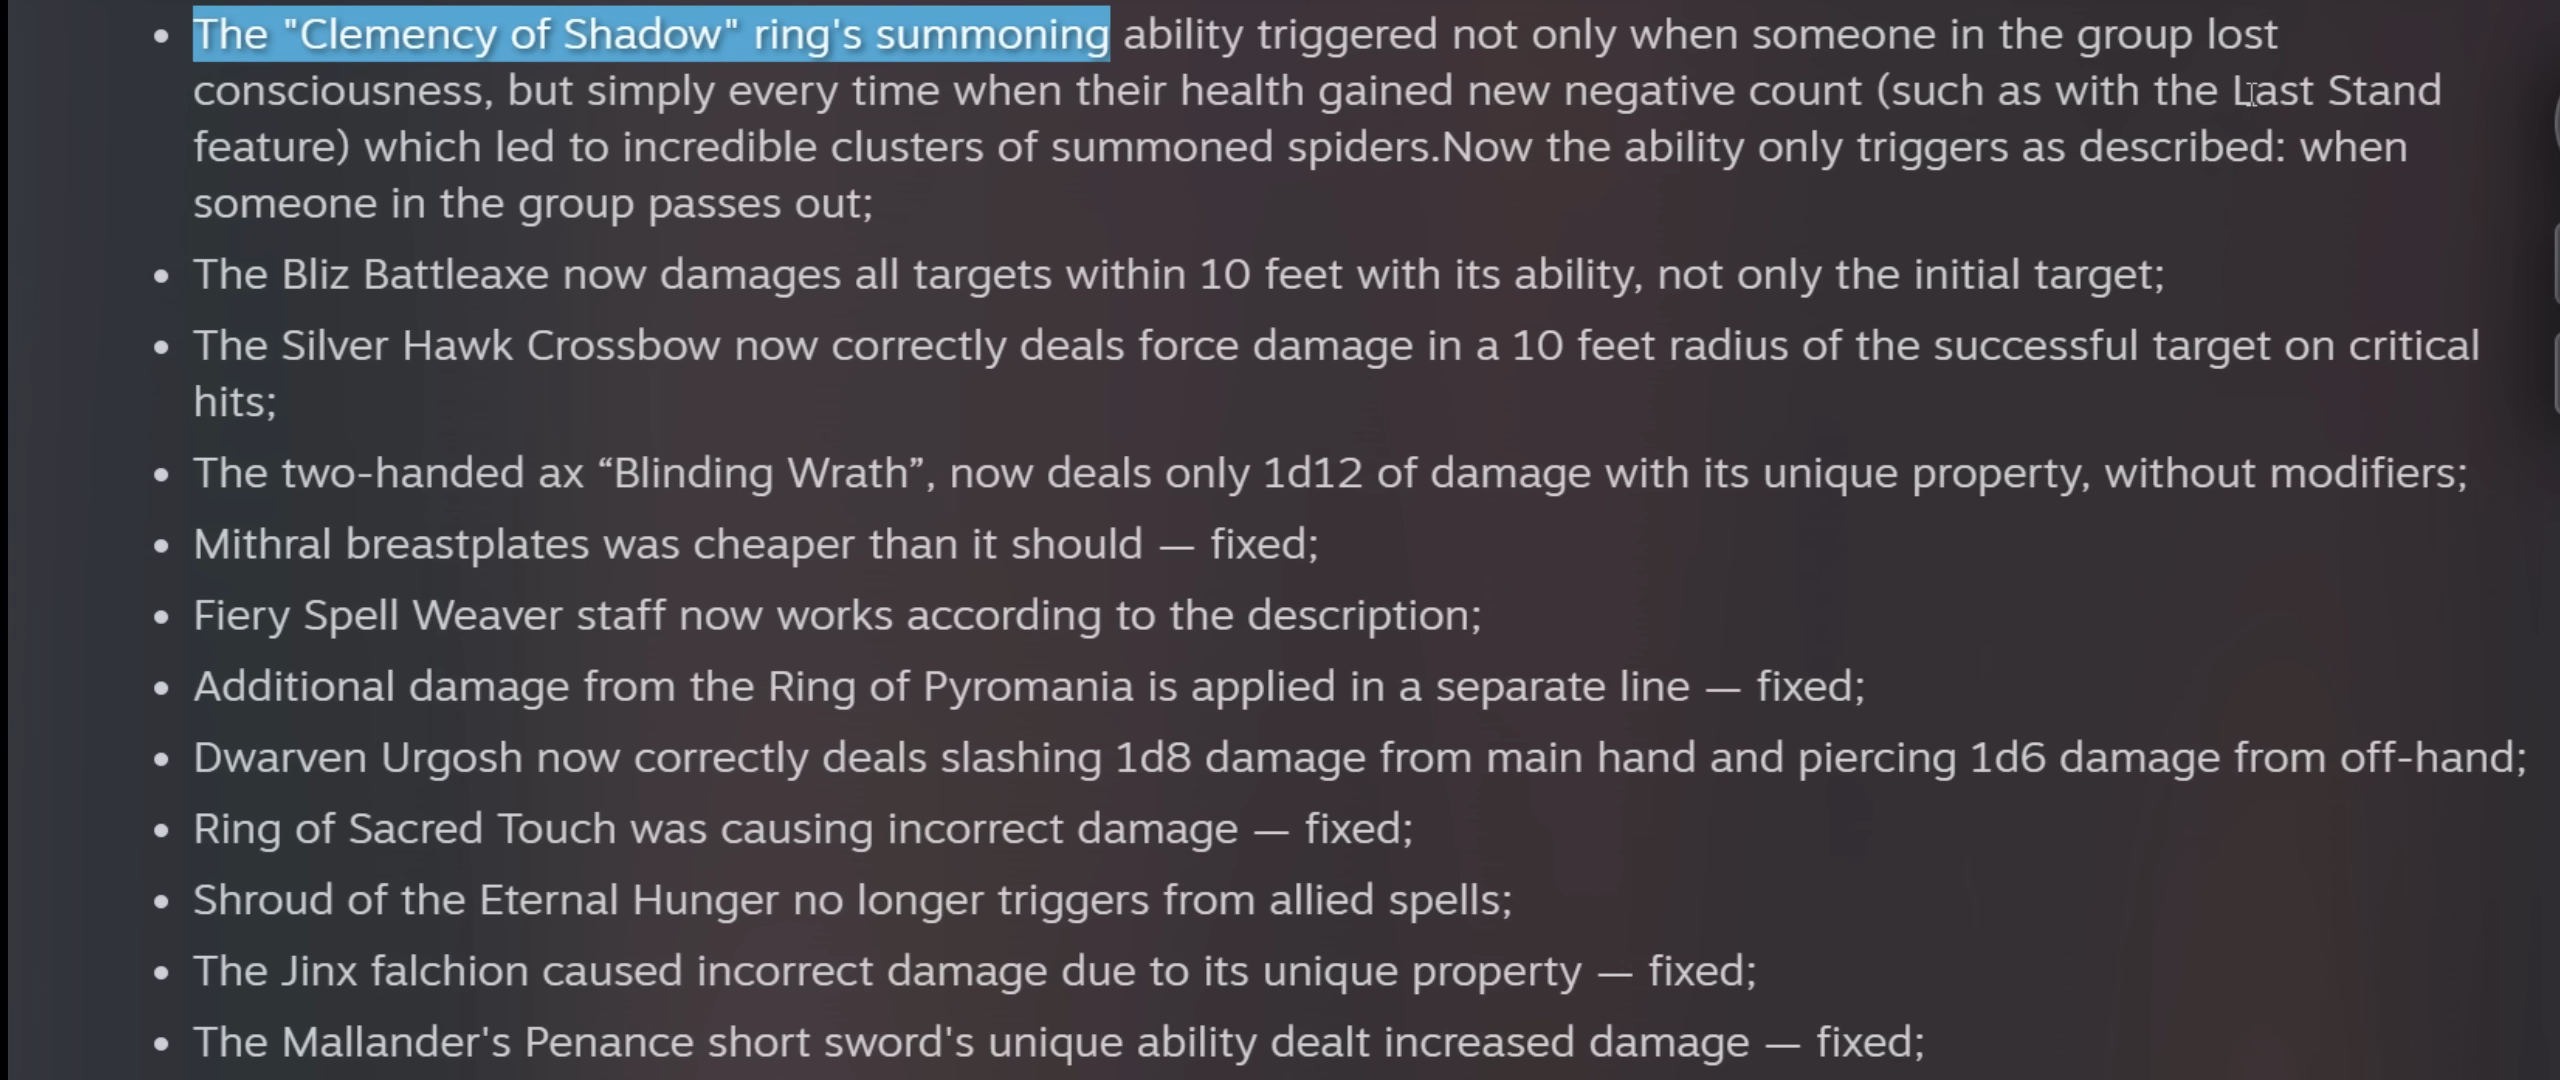 • The "Clemency of Shadow" ring's summoning ability triggered not only when someone in the group lost
consciousness, but simply every time when their health gained new negative count (such as with the Last Stand
feature) which led to incredible clusters of summoned spiders.Now the ability only triggers as described: when
someone in the group passes out;
• The Bliz Battleaxe now damages all targets within 10 feet with its ability, not only the initial target;
• The Silver Hawk Crossbow now correctly deals force damage in a 10 feet radius of the successful target on critical
hits;
• The two-handed ax “Blinding Wrath”, now deals only 1d12 of damage with its unique property, without modifiers;
• Mithral breastplates was cheaper than it should — fixed;
• Fiery Spell Weaver staff now works according to the description;
• Additional damage from the Ring of Pyromania is applied in a separate line — fixed;
• Dwarven Urgosh now correctly deals slashing 1d8 damage from main hand and piercing 1d6 damage from off-hand;
• Ring of Sacred Touch was causing incorrect damage — fixed;
• Shroud of the Eternal Hunger no longer triggers from allied spells;
• The Jinx falchion caused incorrect damage due to its unique property — fixed;
• The Mallander's Penance short sword's unique ability dealt increased damage — fixed;